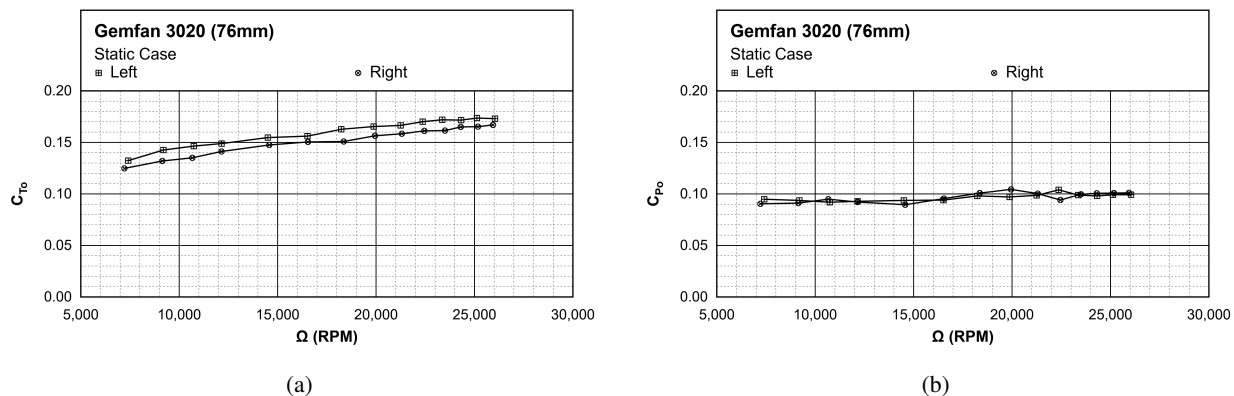 Gemfan 3020 (76mm)
Static Case
Left
Right
0.20
0.15
0.10
0.05
0.00
C_To
5,000
10,000
15,000
20,000
25,000
30,000
Ω (RPM)
(a)
Gemfan 3020 (76mm)
Static Case
Left
Right
0.20
0.15
0.10
0.05
0.00
C_Po
5,000
10,000
15,000
20,000
25,000
30,000
Ω (RPM)
(b)